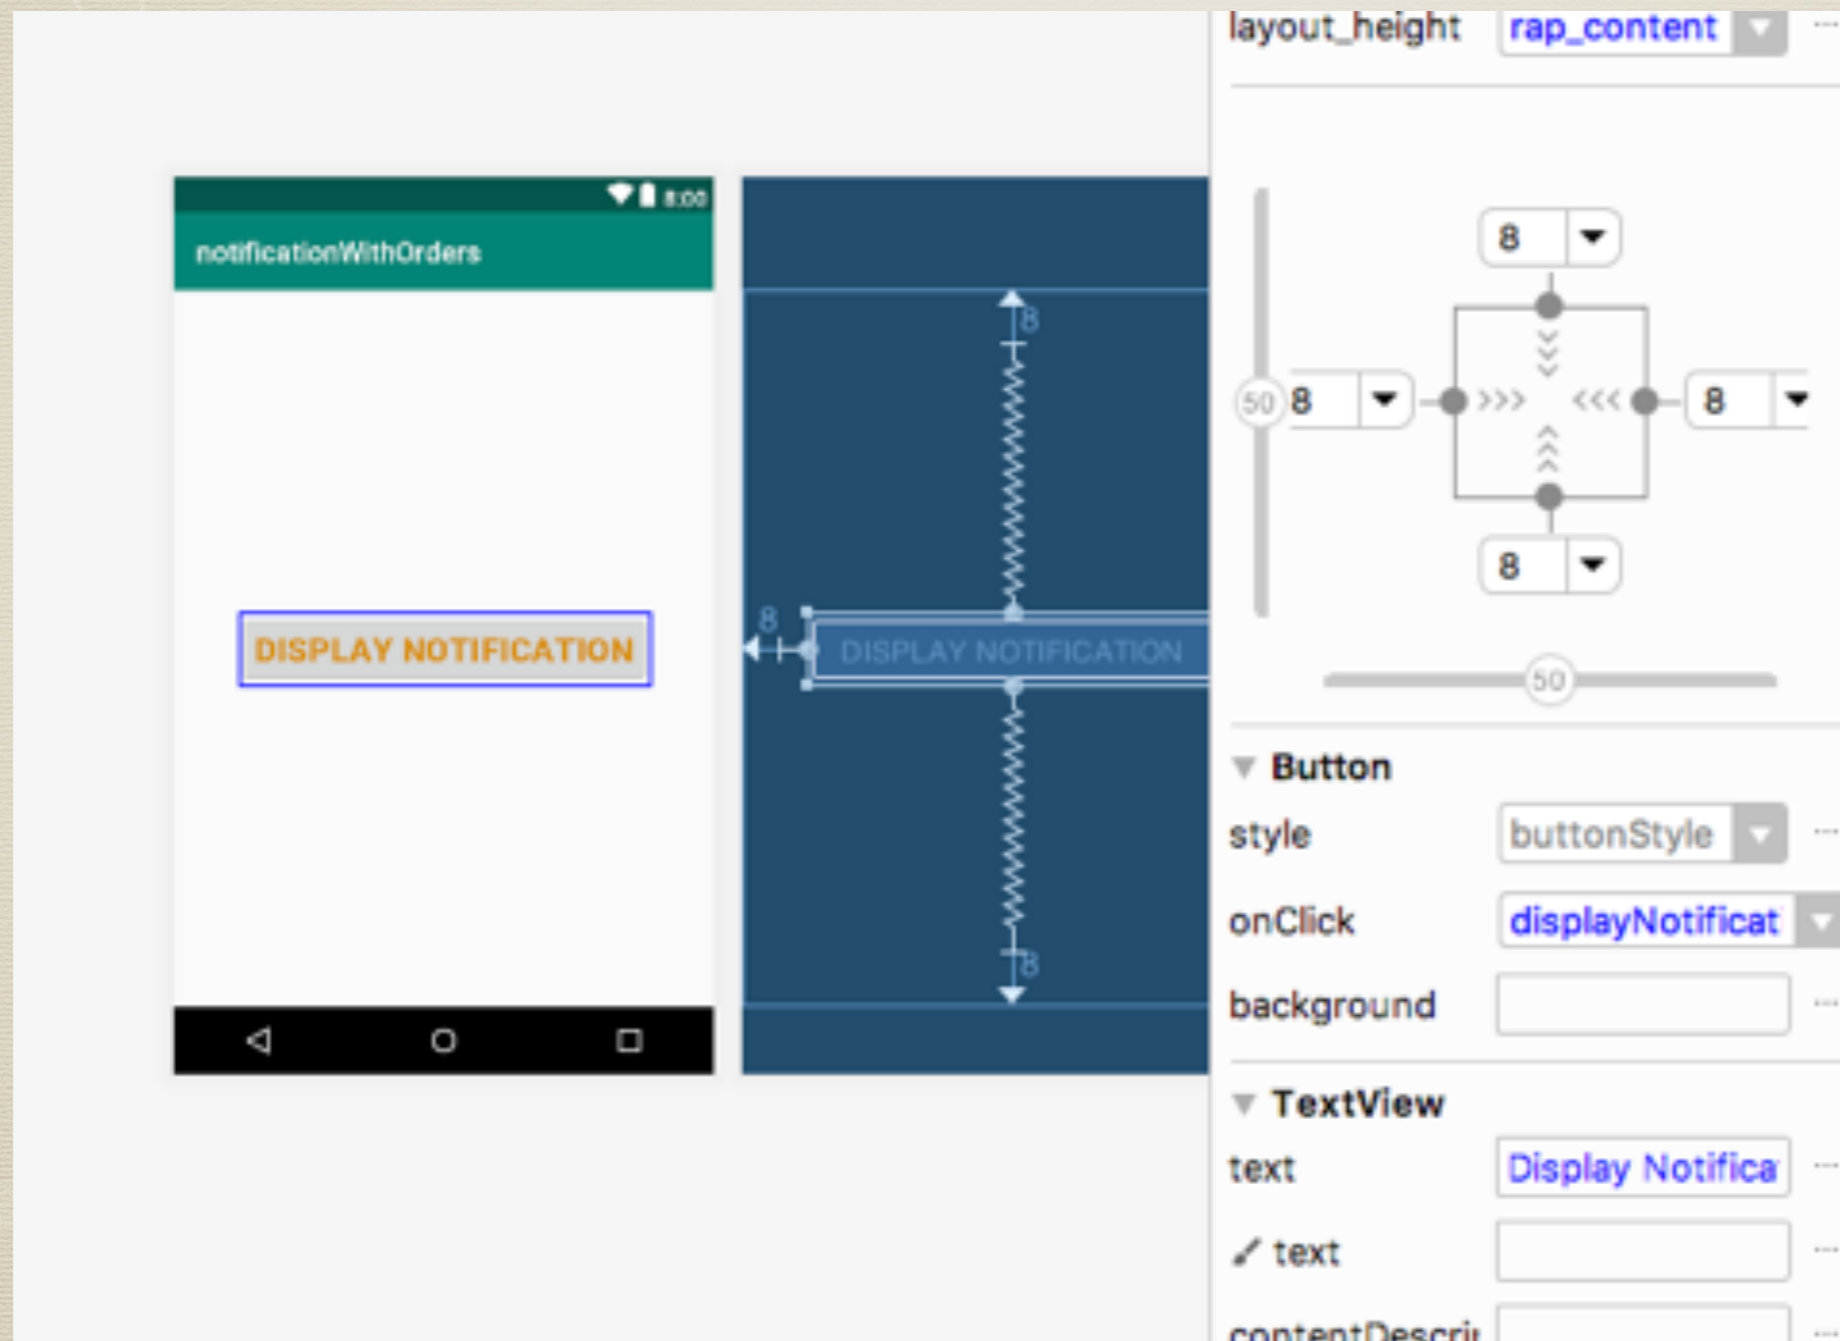 layout_height rap_content
8:00
notificationWithOrders
8
8
50 8 8
8
DISPLAY NOTIFICATION
8
DISPLAY NOTIFICATION
8
50
Button
style buttonStyle
onClick displayNotificat
background
TextView
text Display Notifica
text
contentDescri